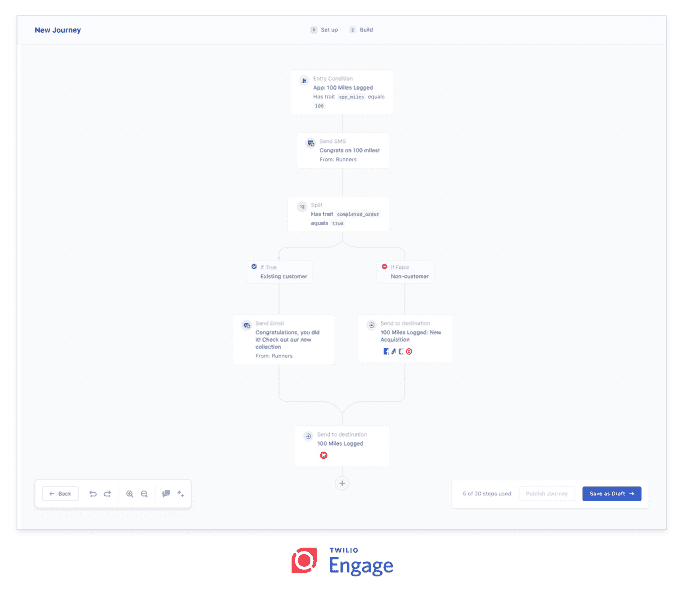 New Journey
1 Set up 2 Build
Entry Condition
App: 100 Miles Logged
Has trait app_miles equals
100
Send SMS
Congrats on 100 miles!
From: Runners
Split
Has trait completed_order
equals true
If True
Existing customer
If False
Non-customer
Send Email
Congratulations, you did
it! Check out our new
collection
From: Runners
Send to destination
100 Miles Logged: New
Acquisition
Send to destination
100 Miles Logged
← Back
of 30 steps used
Publish Journey
Save as Draft →
TWILIO
Engage